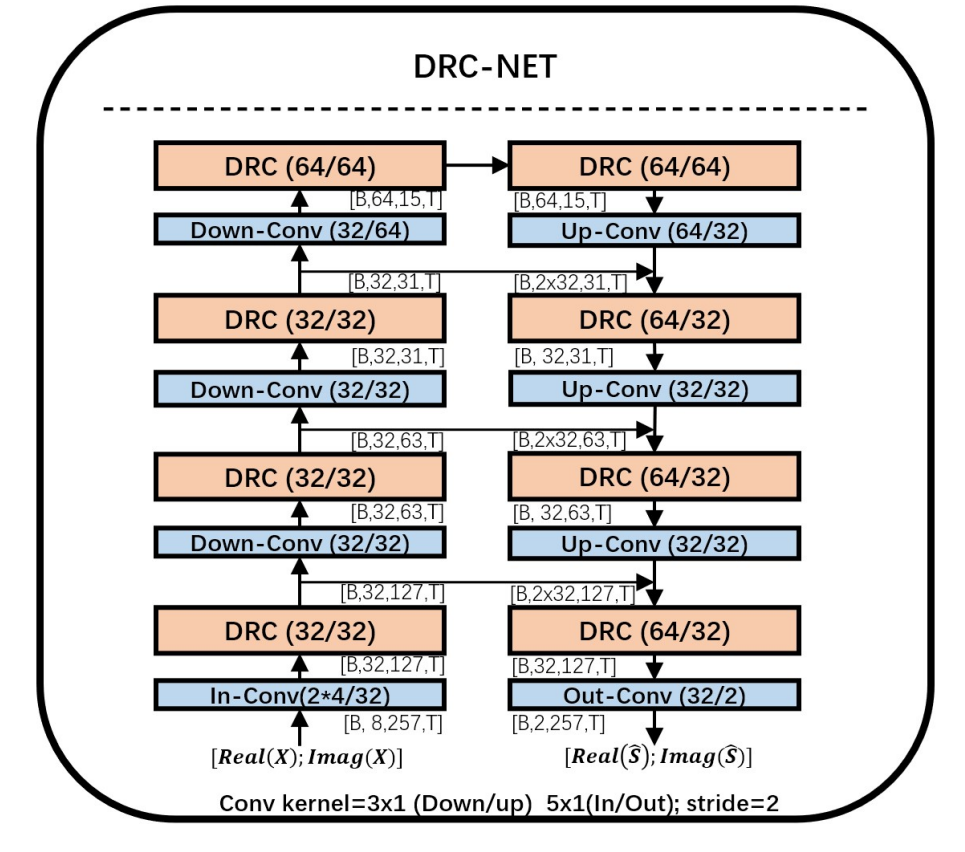 DRC-NET
DRC (64/64)
DRC (64/64)
[B,64,15,T]
[B,64,15,T]
Down-Conv (32/64)
Up-Conv (64/32)
[B,32,31,T]
[B,2x32,31,T]
DRC (32/32)
DRC (64/32)
[B,32,31,T]
[B, 32,31,T]
Down-Conv (32/32)
Up-Conv (32/32)
[B,32,63,T]
[B,2x32,63,T]
DRC (32/32)
DRC (64/32)
[B,32,63,T]
[B, 32,63,T]
Down-Conv (32/32)
Up-Conv (32/32)
[B,32,127,T]
[B,2x32,127,T]
DRC (32/32)
DRC (64/32)
[B,32,127,T]
[B,32,127,T]
In-Conv(2*4/32)
Out-Conv (32/2)
[B, 8,257,T]
[B,2,257,T]
[Real(X); Imag(X)]
[Real(Ŝ); Imag(Ŝ)]
Conv kernel=3x1 (Down/up) 5x1(In/Out); stride=2